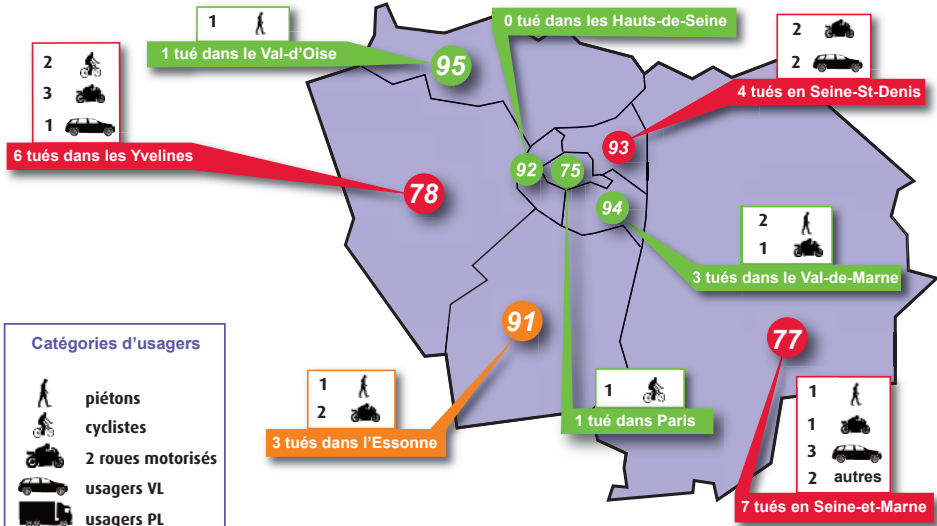 1
1 tué dans le Val-d'Oise
0 tué dans les Hauts-de-Seine
2
2
4 tués en Seine-St-Denis
2
3
1
6 tués dans les Yvelines
95
93
92
75
78
94
2
1
3 tués dans le Val-de-Marne
91
77
Catégories d'usagers
piétons
cyclistes
2 roues motorisés
usagers VL
usagers PL
1
2
3 tués dans l'Essonne
1
1 tué dans Paris
1
1
3
2 autres
7 tués en Seine-et-Marne